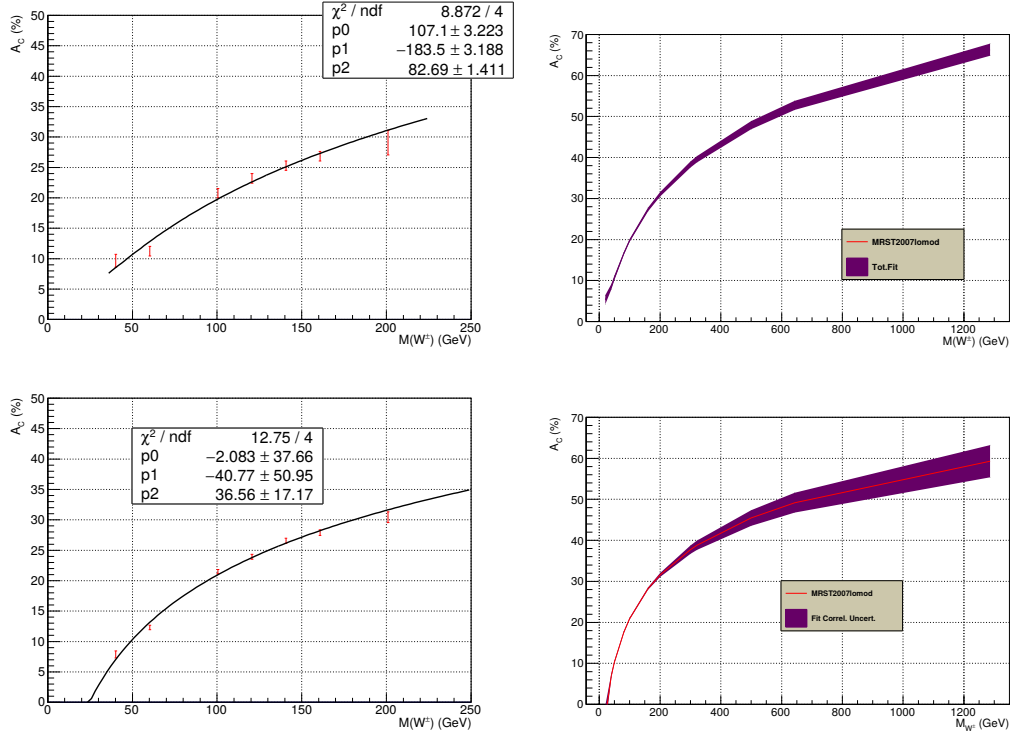 χ² / ndf 8.872 / 4
p0 107.1 ± 3.223
p1 −183.5 ± 3.188
p2 82.69 ± 1.411
A_C (%)
50
45
40
35
30
25
20
15
10
5
0
0 50 100 150 200 250
M(W±) (GeV)
A_C (%)
70
60
50
40
30
20
10
0
MRST2007lomod
Tot.Fit
0 200 400 600 800 1000 1200
M(W±) (GeV)
A_C (%)
50
45
40
35
30
25
20
15
10
5
0
χ² / ndf 12.75 / 4
p0 −2.083 ± 37.66
p1 −40.77 ± 50.95
p2 36.56 ± 17.17
0 50 100 150 200 250
M(W±) (GeV)
A_C (%)
70
60
50
40
30
20
10
0
MRST2007lomod
Fit Correl. Uncert.
0 200 400 600 800 1000 1200
M_W± (GeV)